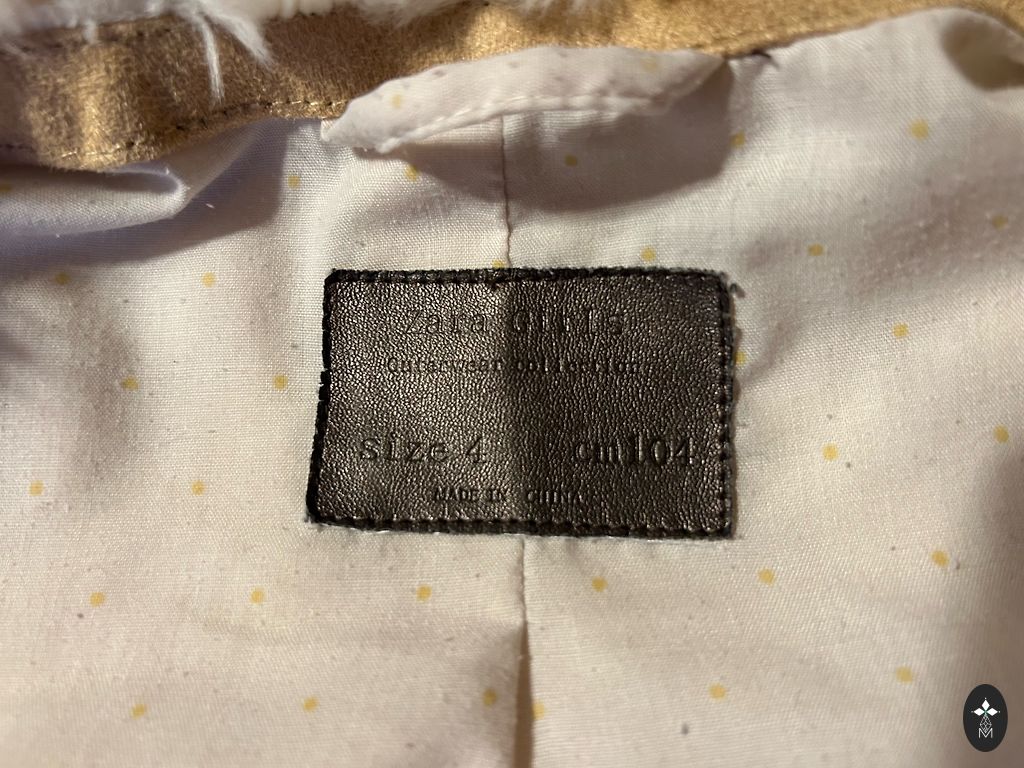 Zara Girls
Outerwear collection
size 4 cm104
MADE IN CHINA
M